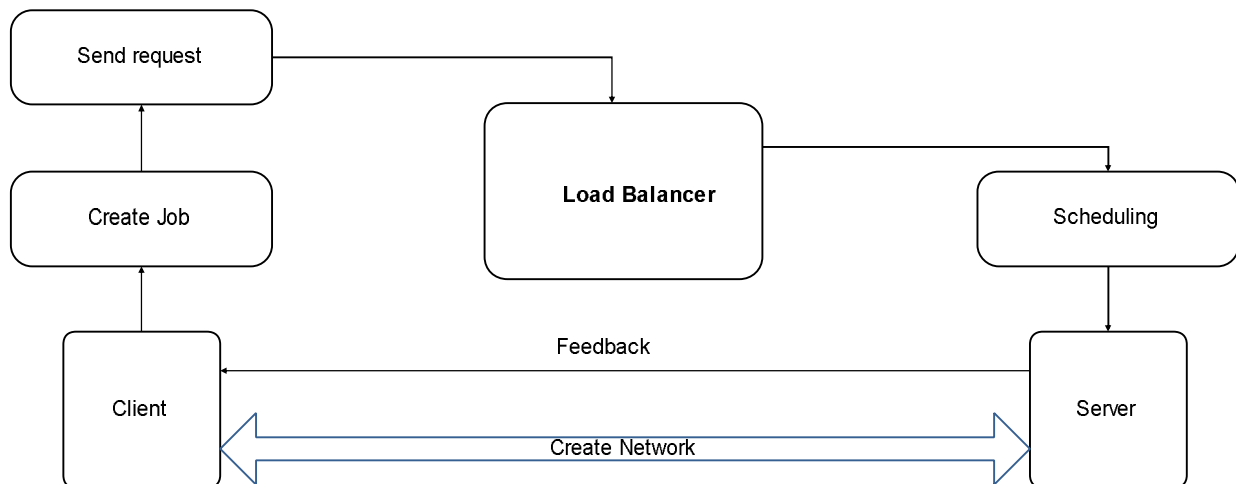 Send request
Load Balancer
Create Job
Scheduling
Feedback
Client
Server
Create Network